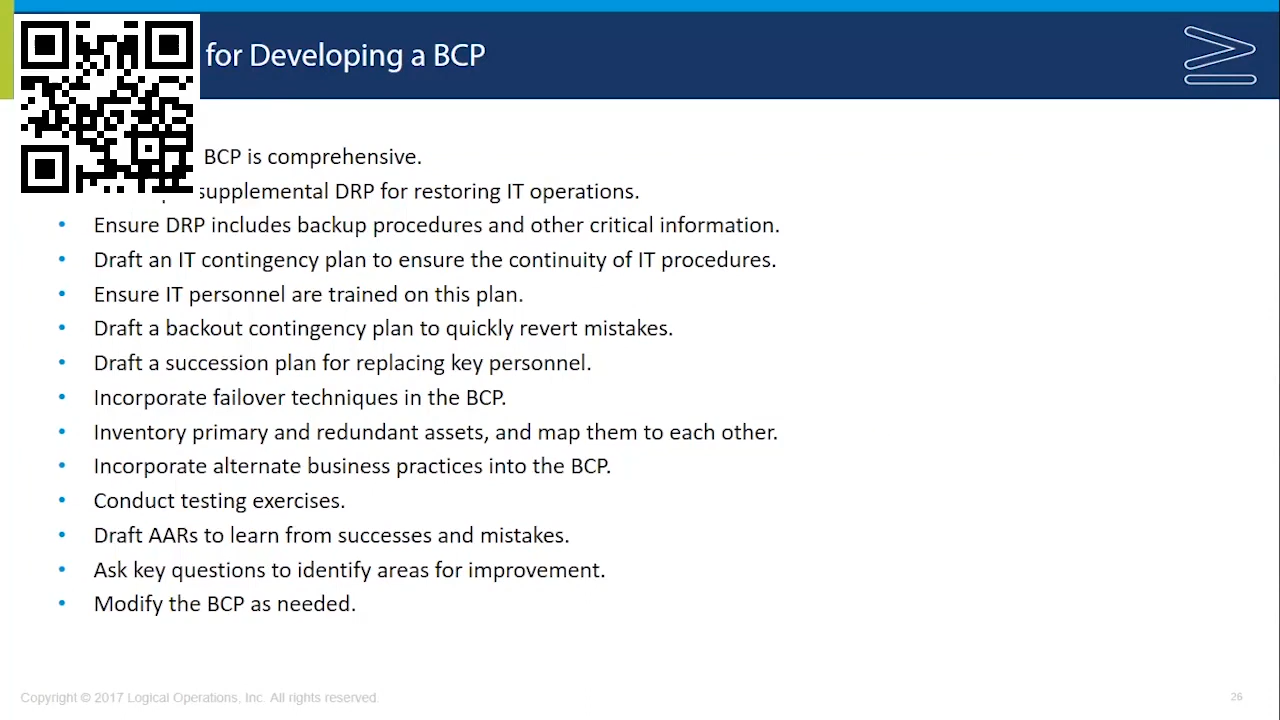 for Developing a BCP
BCP is comprehensive.
supplemental DRP for restoring IT operations.
• Ensure DRP includes backup procedures and other critical information.
• Draft an IT contingency plan to ensure the continuity of IT procedures.
• Ensure IT personnel are trained on this plan.
• Draft a backout contingency plan to quickly revert mistakes.
• Draft a succession plan for replacing key personnel.
• Incorporate failover techniques in the BCP.
• Inventory primary and redundant assets, and map them to each other.
• Incorporate alternate business practices into the BCP.
• Conduct testing exercises.
• Draft AARs to learn from successes and mistakes.
• Ask key questions to identify areas for improvement.
• Modify the BCP as needed.
Copyright © 2017 Logical Operations, Inc. All rights reserved.
26